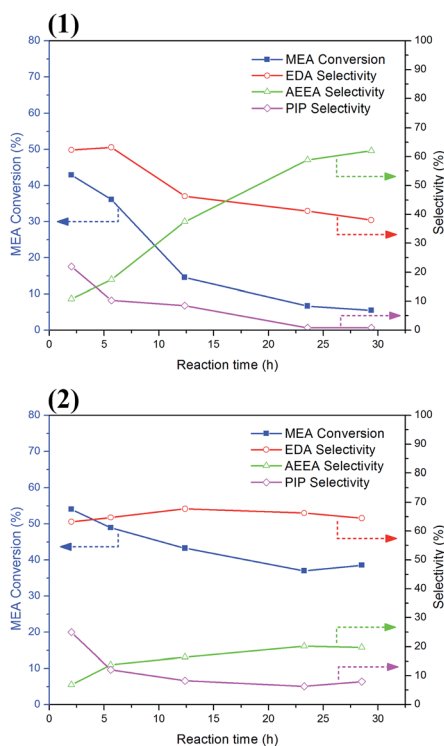 (1)
MEA Conversion
EDA Selectivity
AEEA Selectivity
PIP Selectivity
MEA Conversion (%)
Selectivity (%)
80
70
60
50
40
30
20
10
0
100
90
80
70
60
50
40
30
20
10
0
0 5 10 15 20 25 30
Reaction time (h)
(2)
MEA Conversion
EDA Selectivity
AEEA Selectivity
PIP Selectivity
MEA Conversion (%)
Selectivity (%)
80
70
60
50
40
30
20
10
0
100
90
80
70
60
50
40
30
20
10
0
0 5 10 15 20 25 30
Reaction time (h)